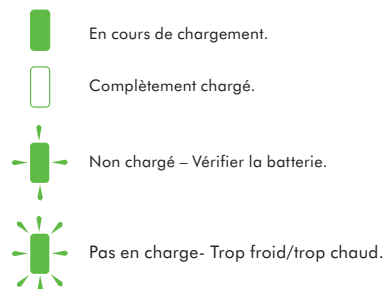 En cours de chargement.
Complètement chargé.
Non chargé – Vérifier la batterie.
Pas en charge- Trop froid/trop chaud.